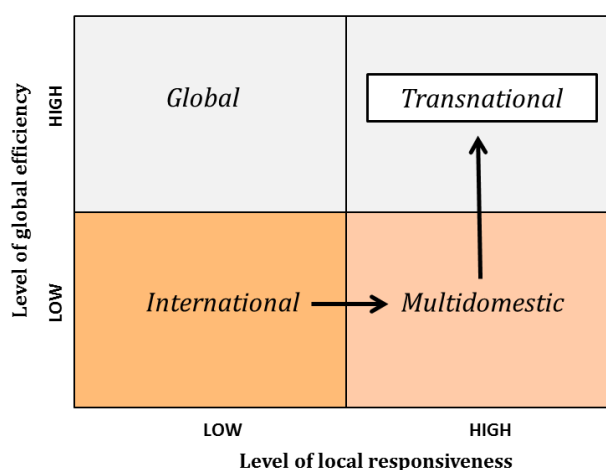 Level of global efficiency
HIGH
LOW
Global
Transnational
International
Multidomestic
LOW
HIGH
Level of local responsiveness